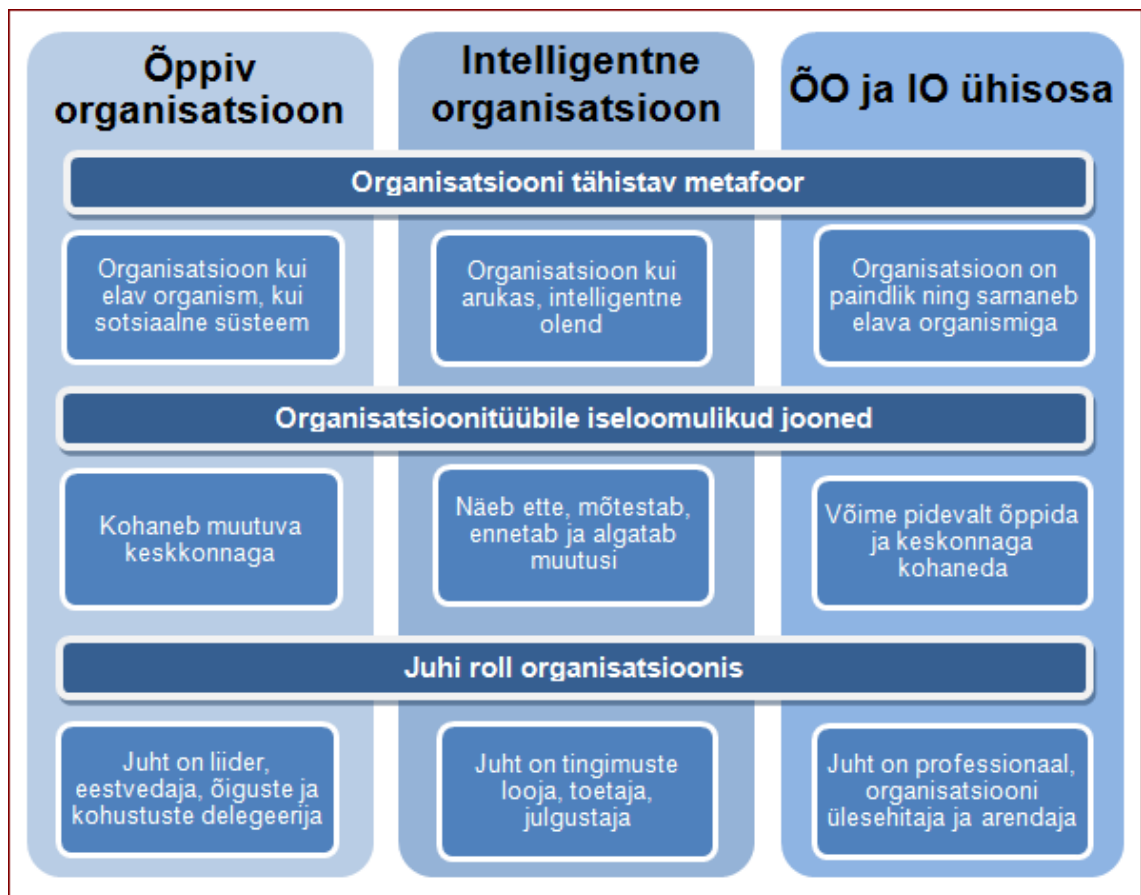 Õppiv
organisatsioon
Intelligentne
organisatsioon
ÕO ja IO ühisosa
Organisatsiooni tähistav metafoor
Organisatsioon kui
elav organism, kui
sotsiaalne süsteem
Organisatsioon kui
arukas, intelligentne
olend
Organisatsioon on
paindlik ning sarnaneb
elava organismiga
Organisatsioonitüübile iseloomulikud jooned
Kohaneb muutuva
keskkonnaga
Näeb ette, mõtestab,
ennetab ja algatab
muutusi
Võime pidevalt õppida
ja keskonnaga
kohaneda
Juhi roll organisatsioonis
Juht on liider,
eestvedaja, õiguste ja
kohustuste delegeerija
Juht on tingimuste
looja, toetaja,
julgustaja
Juht on professionaal,
organisatsiooni
ülesehitaja ja arendaja